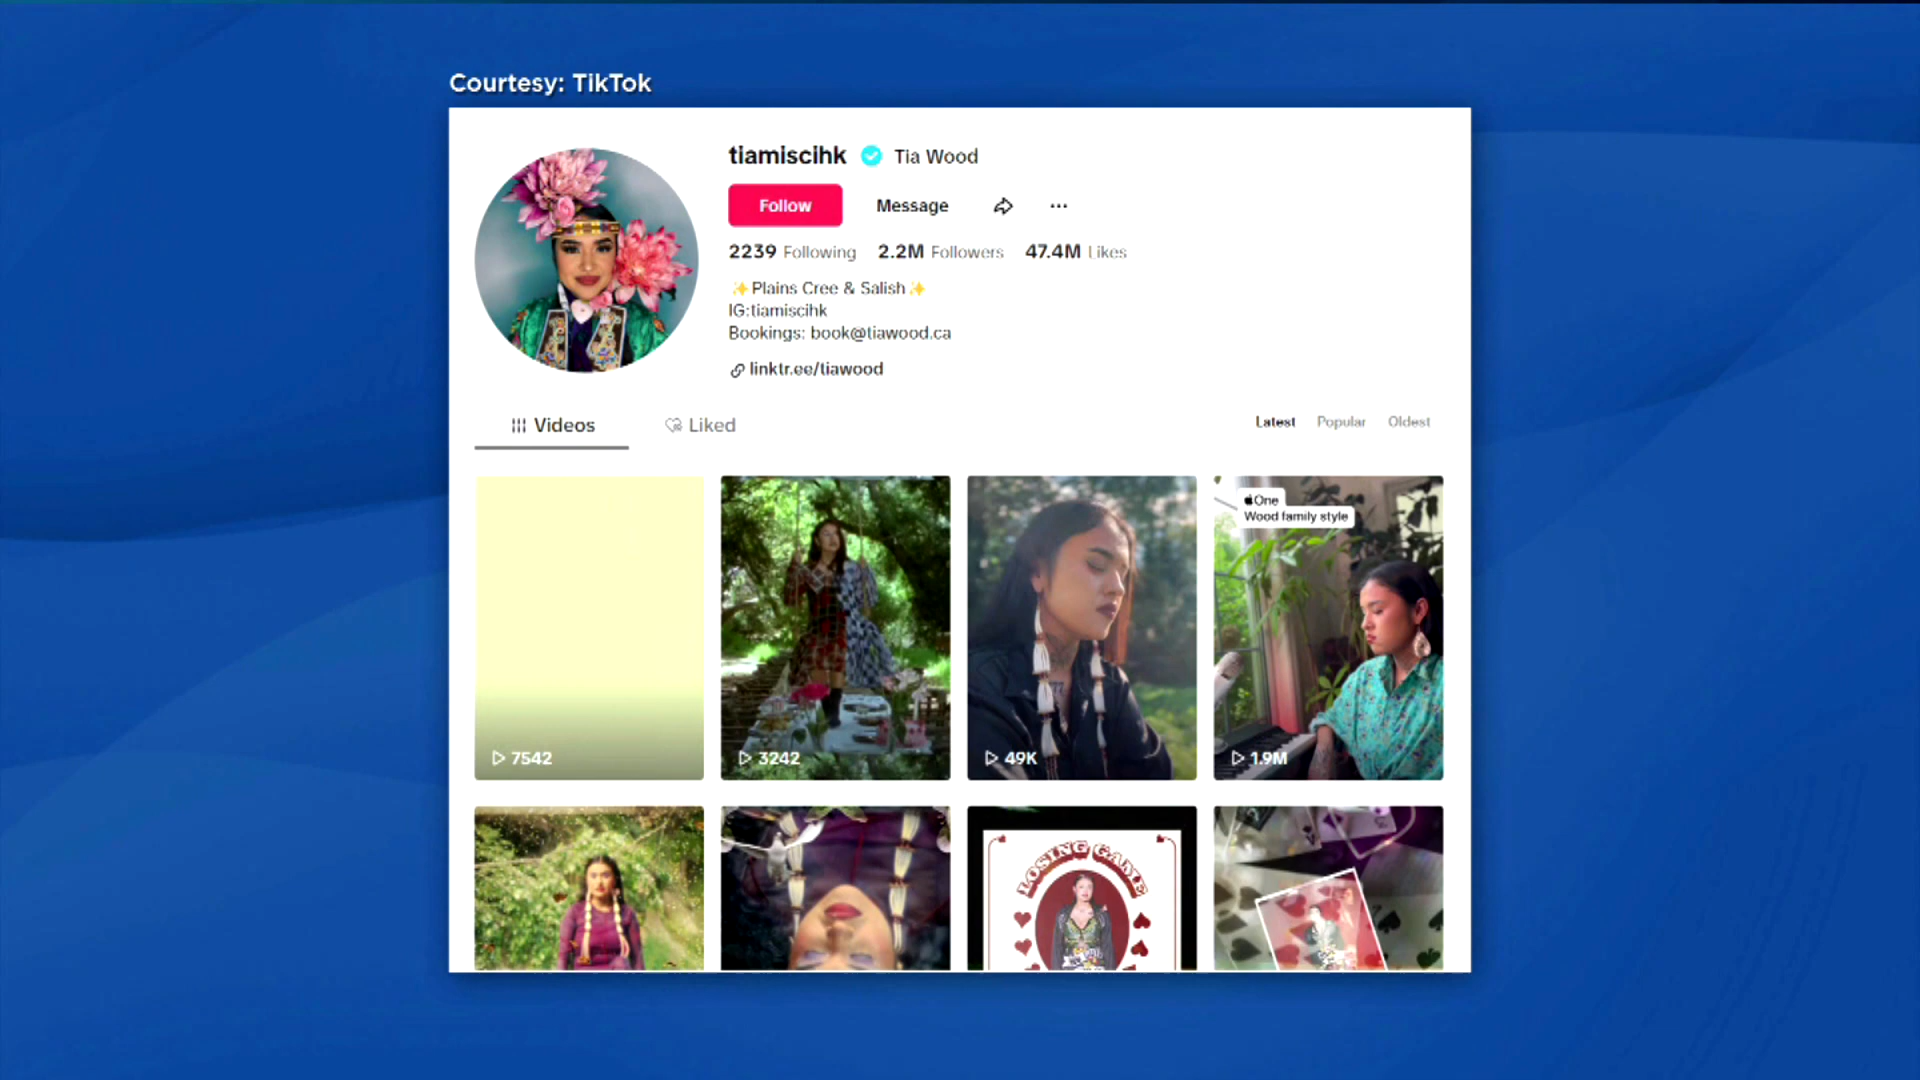 Courtesy: TikTok
tiamiscihk Tia Wood
Follow Message ...
2239 Following 2.2M Followers 47.4M Likes
✨Plains Cree & Salish✨
IG:tiamiscihk
Bookings: book@tiawood.ca
linktr.ee/tiawood
Videos Liked Latest Popular Oldest
One
Wood family style
7542 3242 49K 1.9M
LOSING GAME